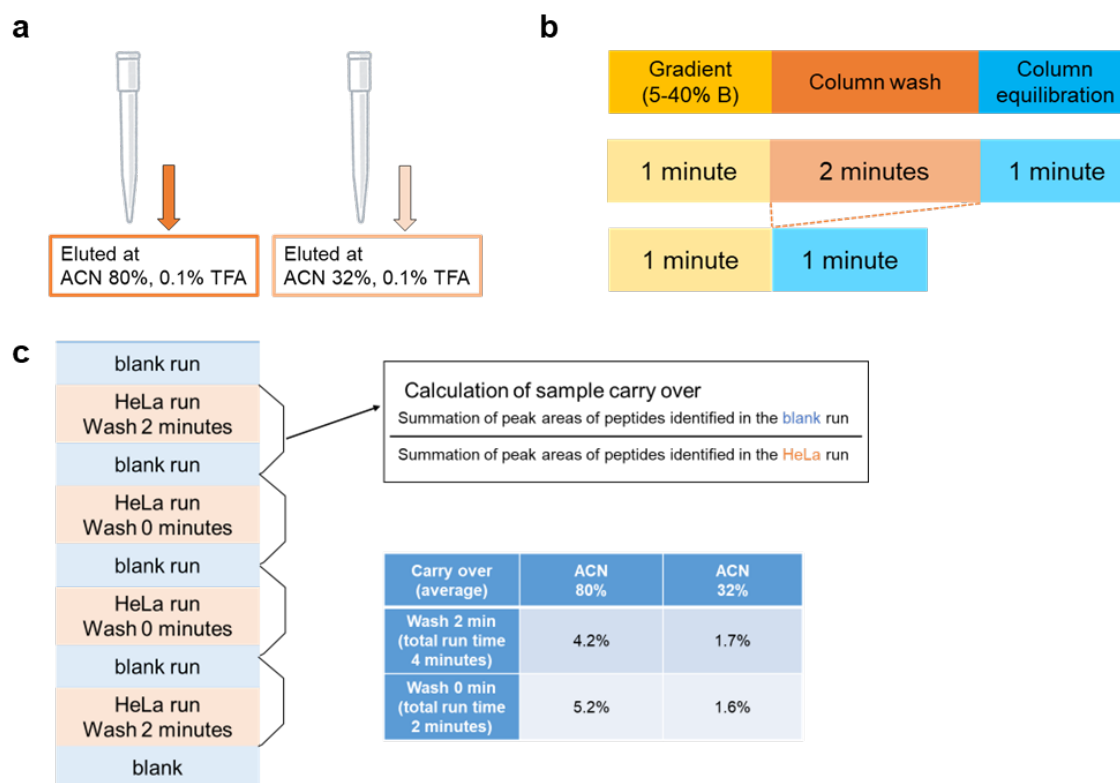 a
Eluted at
ACN 80%, 0.1% TFA
Eluted at
ACN 32%, 0.1% TFA
b
Gradient
(5-40% B)
Column wash
Column
equilibration
1 minute
2 minutes
1 minute
1 minute
1 minute
c
blank run
HeLa run
Wash 2 minutes
blank run
HeLa run
Wash 0 minutes
blank run
HeLa run
Wash 0 minutes
blank run
HeLa run
Wash 2 minutes
blank
Calculation of sample carry over
Summation of peak areas of peptides identified in the blank run
Summation of peak areas of peptides identified in the HeLa run
Carry over
(average)
ACN
80%
ACN
32%
Wash 2 min
(total run time
4 minutes)
4.2%
1.7%
Wash 0 min
(total run time
2 minutes)
5.2%
1.6%